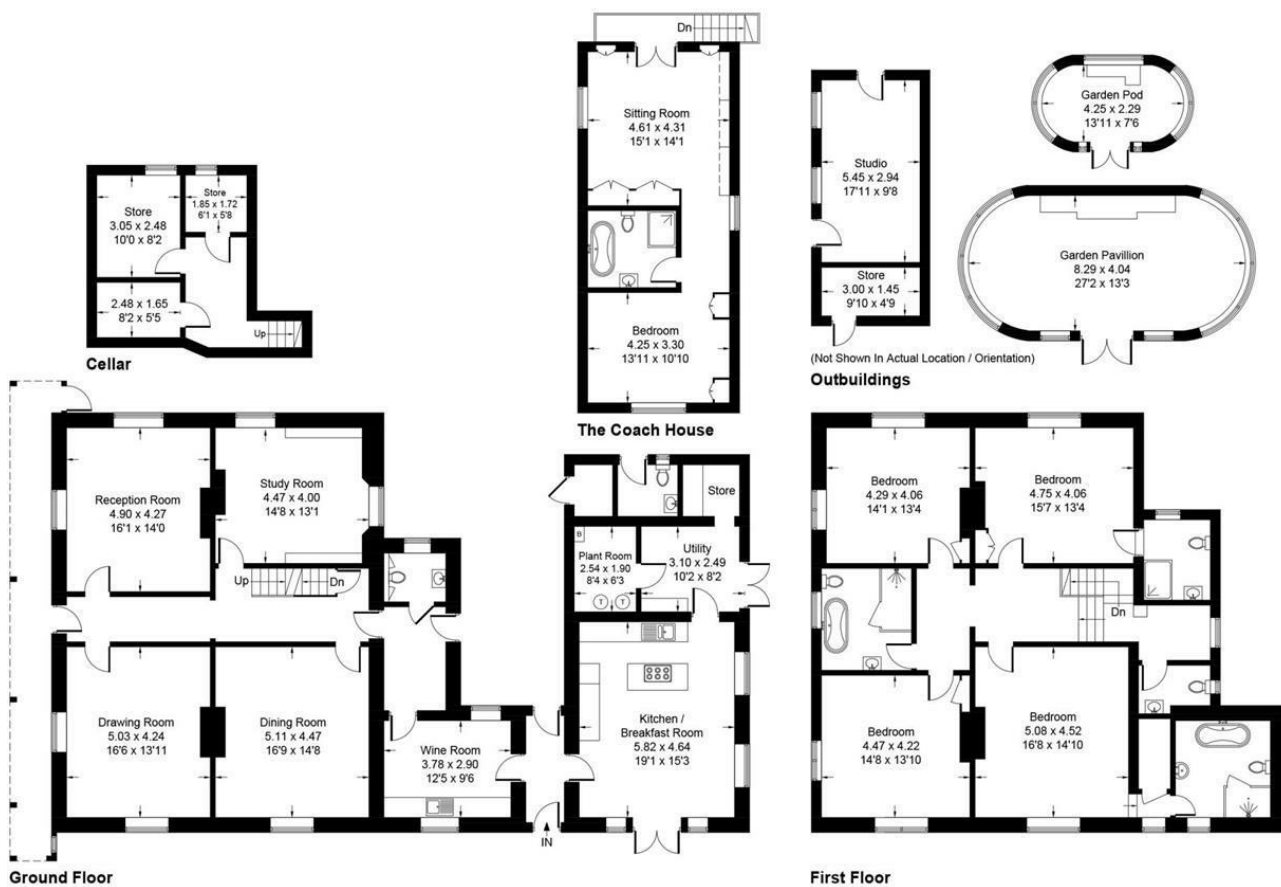 Store
3.05 x 2.48
10'0 x 8'2
Store
1.85 x 1.72
6'1 x 5'8
2.48 x 1.65
8'2 x 5'5
Up
Cellar
Dn
Sitting Room
4.61 x 4.31
15'1 x 14'1
Bedroom
4.25 x 3.30
13'11 x 10'10
The Coach House
Studio
5.45 x 2.94
17'11 x 9'8
Store
3.00 x 1.45
9'10 x 4'9
Garden Pod
4.25 x 2.29
13'11 x 7'6
Garden Pavillion
8.29 x 4.04
27'2 x 13'3
(Not Shown In Actual Location / Orientation)
Outbuildings
Reception Room
4.90 x 4.27
16'1 x 14'0
Study Room
4.47 x 4.00
14'8 x 13'1
Up
Dn
Drawing Room
5.03 x 4.24
16'6 x 13'11
Dining Room
5.11 x 4.47
16'9 x 14'8
Wine Room
3.78 x 2.90
12'5 x 9'6
IN
Store
B
Plant Room
2.54 x 1.90
8'4 x 6'3
T
T
Utility
3.10 x 2.49
10'2 x 8'2
Kitchen /
Breakfast Room
5.82 x 4.64
19'1 x 15'3
Ground Floor
Bedroom
4.29 x 4.06
14'1 x 13'4
Bedroom
4.75 x 4.06
15'7 x 13'4
Dn
Bedroom
4.47 x 4.22
14'8 x 13'10
Bedroom
5.08 x 4.52
16'8 x 14'10
First Floor